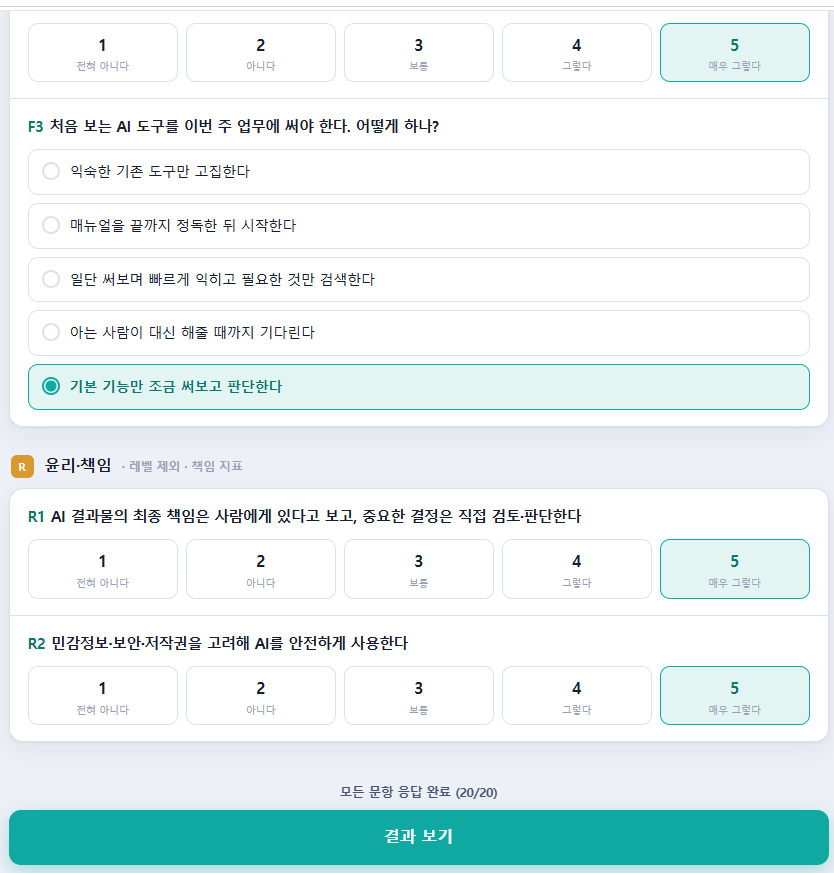 1 2 3 4 5
전혀 아니다 아니다 보통 그렇다 매우 그렇다
F3 처음 보는 AI 도구를 이번 주 업무에 써야 한다. 어떻게 하나?
익숙한 기존 도구만 고집한다
매뉴얼을 끝까지 정독한 뒤 시작한다
일단 써보며 빠르게 익히고 필요한 것만 검색한다
아는 사람이 대신 해줄 때까지 기다린다
기본 기능만 조금 써보고 판단한다
R 윤리·책임 · 레벨 제외 · 책임 지표
R1 AI 결과물의 최종 책임은 사람에게 있다고 보고, 중요한 결정은 직접 검토·판단한다
1 2 3 4 5
전혀 아니다 아니다 보통 그렇다 매우 그렇다
R2 민감정보·보안·저작권을 고려해 AI를 안전하게 사용한다
1 2 3 4 5
전혀 아니다 아니다 보통 그렇다 매우 그렇다
모든 문항 응답 완료 (20/20)
결과 보기